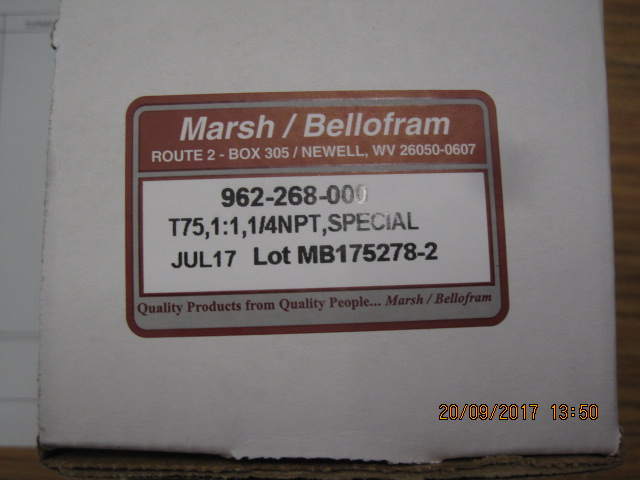 Marsh / Bellofram
ROUTE 2 - BOX 305 / NEWELL, WV 26050-0607
962-268-000
T75,1:1,1/4NPT,SPECIAL
JUL17 Lot MB175278-2
Quality Products from Quality People... Marsh / Bellofram
20/09/2017 13:50